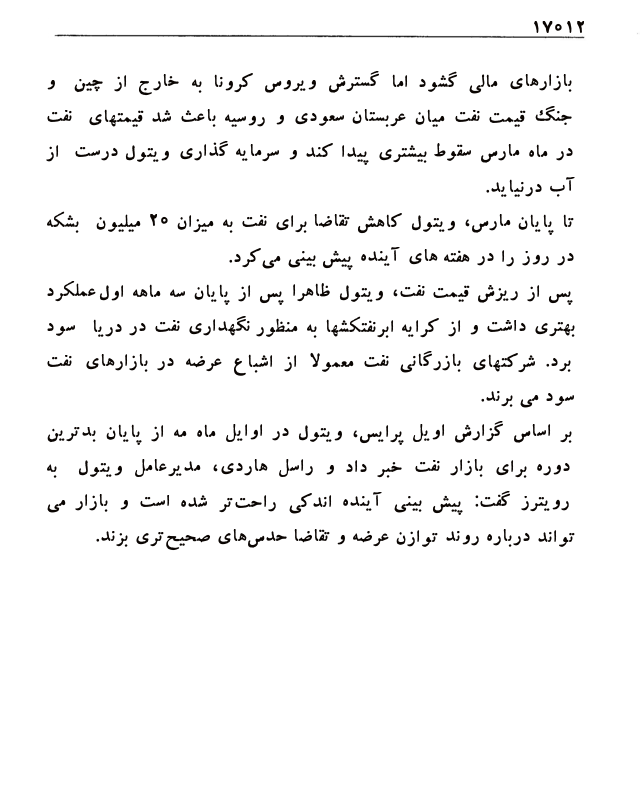 ۱۷۰۱۲
بازارهای مالی گشود اما گسترش ویروس کرونا به خارج از چین و
جنگ قیمت نفت میان عربستان سعودی و روسیه باعث شد قیمتهای نفت
در ماه مارس سقوط بیشتری پیدا کند و سرمایه گذاری ویتول درست از
آب درنیاید.
تا پایان مارس، ویتول کاهش تقاضا برای نفت به میزان ۲۰ میلیون بشکه
در روز را در هفته های آینده پیش بینی می‌کرد.
پس از ریزش قیمت نفت، ویتول ظاهرا پس از پایان سه ماهه اول عملکرد
بهتری داشت و از کرایه ابرنفتکشها به منظور نگهداری نفت در دریا سود
برد. شرکتهای بازرگانی نفت معمولا از اشباع عرضه در بازارهای نفت
سود می برند.
بر اساس گزارش اویل پرایس، ویتول در اوایل ماه مه از پایان بدترین
دوره برای بازار نفت خبر داد و راسل هاردی، مدیرعامل ویتول به
رویترز گفت: پیش بینی آینده اندکی راحت‌تر شده است و بازار می
تواند درباره روند توازن عرضه و تقاضا حدس‌های صحیح‌تری بزند.